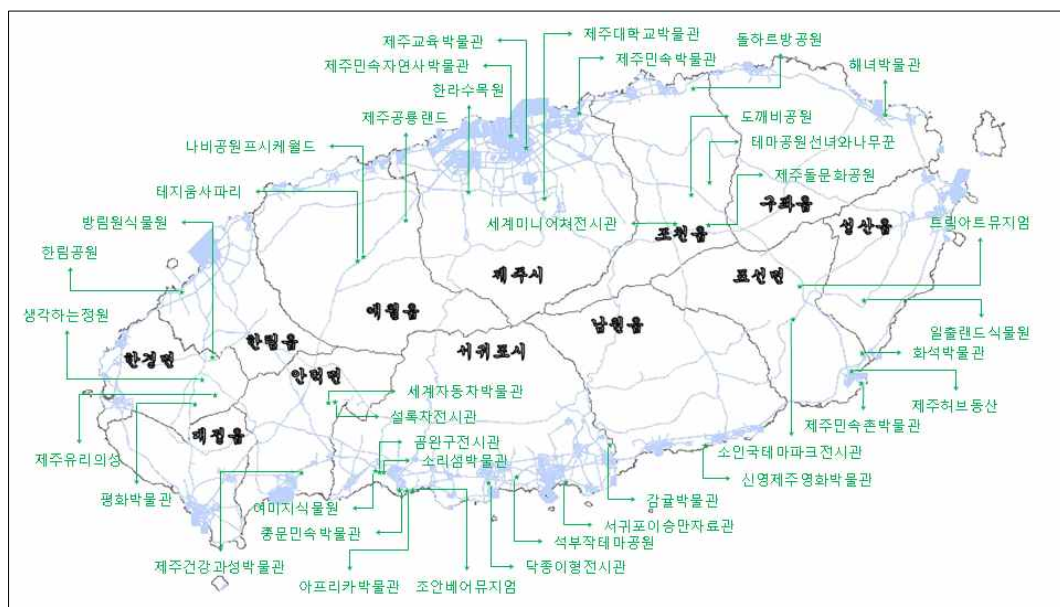 제주대학교박물관
돌하르방공원
제주교육박물관
제주민속박물관
해녀박물관
제주민속자연사박물관
한라수목원
제주공룡랜드
도깨비공원
나비공원프시케월드
테마공원선녀와나무꾼
테지움사파리
제주돌문화공원
구좌읍
방림원식물원
세계미니어쳐전시관
조천읍
성산읍
트릭아트뮤지엄
한림공원
제주시
표선면
생각하는정원
애월읍
남원읍
일출랜드식물원
한경면
한림읍
서귀포시
화석박물관
안덕면
세계자동차박물관
제주허브동산
설록차전시관
제주민속촌박물관
대정읍
곰완구전시관
소인국테마파크전시관
제주유리의성
소리섬박물관
신영제주영화박물관
평화박물관
여미지식물원
감귤박물관
중문민속박물관
서귀포이승만자료관
석부작테마공원
제주건강과성박물관
닥종이형전시관
아프리카박물관
조안베어뮤지엄